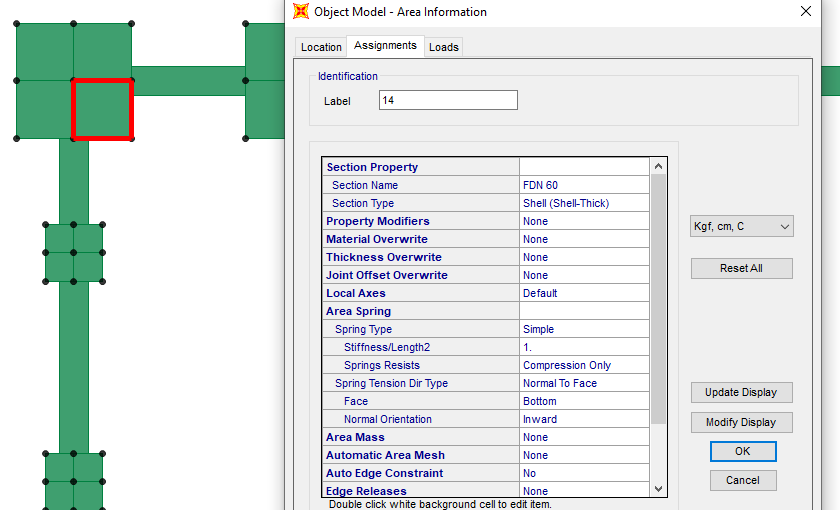 Object Model - Area Information
Location Assignments Loads
Identification
Label 14
Section Property
Section Name FDN 60
Section Type Shell (Shell-Thick)
Property Modifiers None
Material Overwrite None
Thickness Overwrite None
Joint Offset Overwrite None
Local Axes Default
Area Spring
Spring Type Simple
Stiffness/Length2 1.
Springs Resists Compression Only
Spring Tension Dir Type Normal To Face
Face Bottom
Normal Orientation Inward
Area Mass None
Automatic Area Mesh None
Auto Edge Constraint No
Edge Releases None
Double click white background cell to edit item.
Kgf, cm, C
Reset All
Update Display
Modify Display
OK
Cancel